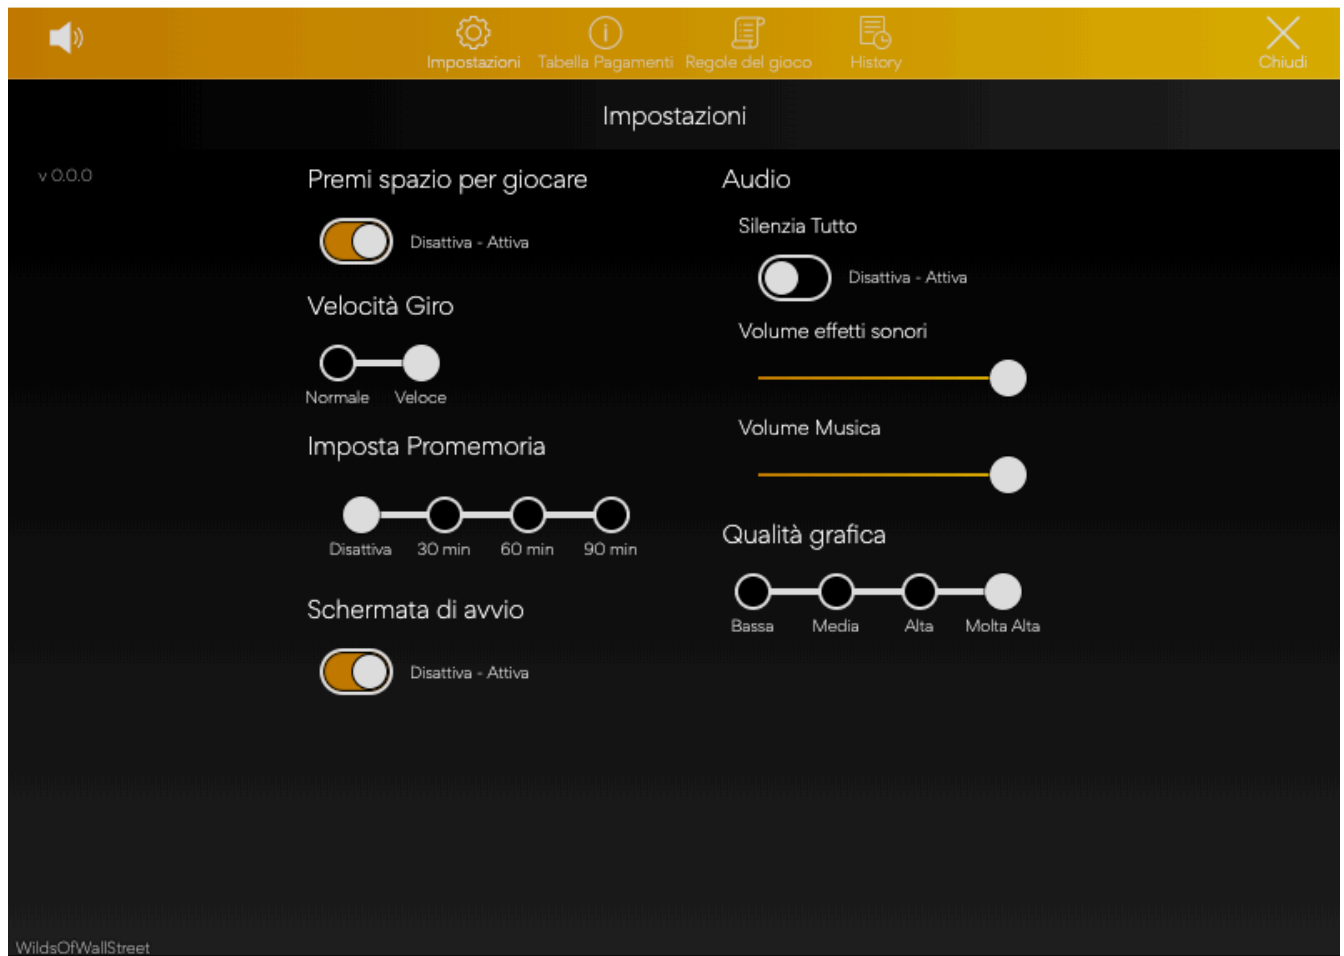 Impostazioni
Tabella Pagamenti
Regole del gioco
History
Chiudi
Impostazioni
v 0.0.0
Premi spazio per giocare
Disattiva - Attiva
Velocità Giro
Normale
Veloce
Imposta Promemoria
Disattiva
30 min
60 min
90 min
Schermata di avvio
Disattiva - Attiva
Audio
Silenzia Tutto
Disattiva - Attiva
Volume effetti sonori
Volume Musica
Qualità grafica
Bassa
Media
Alta
Molta Alta
WildsOfWallStreet